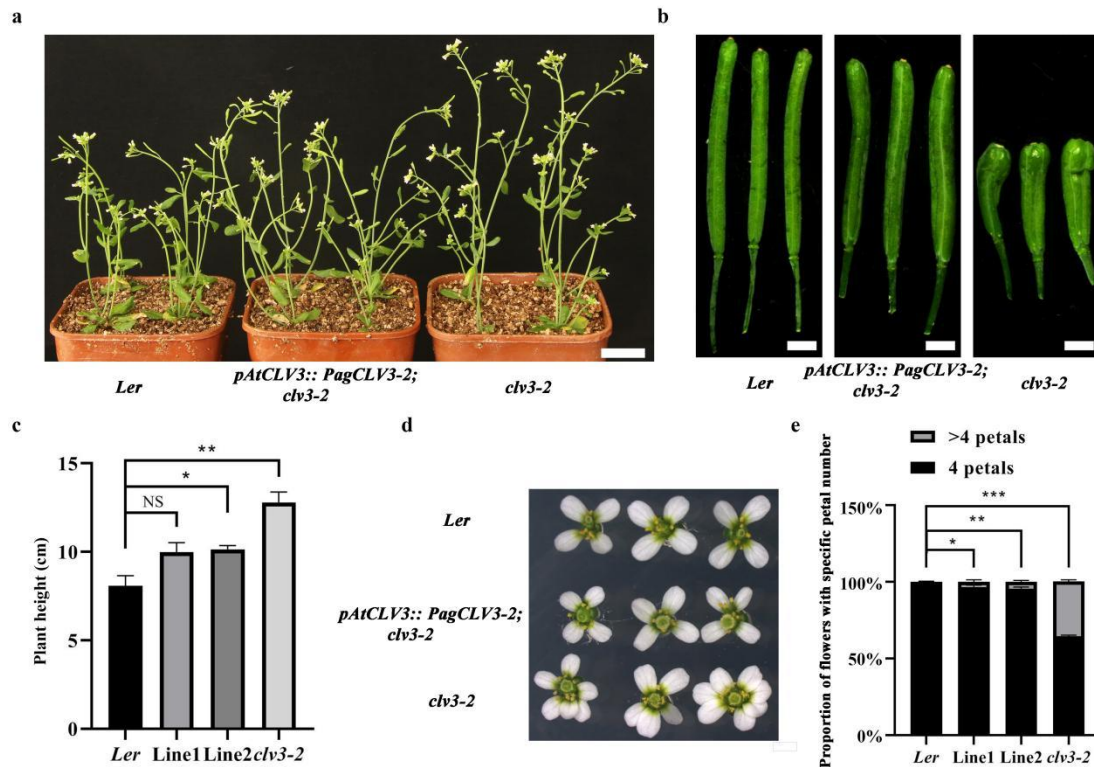 a
Ler
pAtCLV3:: PagCLV3-2;
clv3-2
clv3-2
b
Ler
pAtCLV3:: PagCLV3-2;
clv3-2
clv3-2
c
Plant height (cm)
15
10
5
0
NS
*
**
Ler
Line1
Line2
clv3-2
d
Ler
pAtCLV3:: PagCLV3-2;
clv3-2
clv3-2
e
>4 petals
4 petals
Proportion of flowers with specific petal number
150%
100%
50%
0%
***
**
*
Ler
Line1
Line2
clv3-2